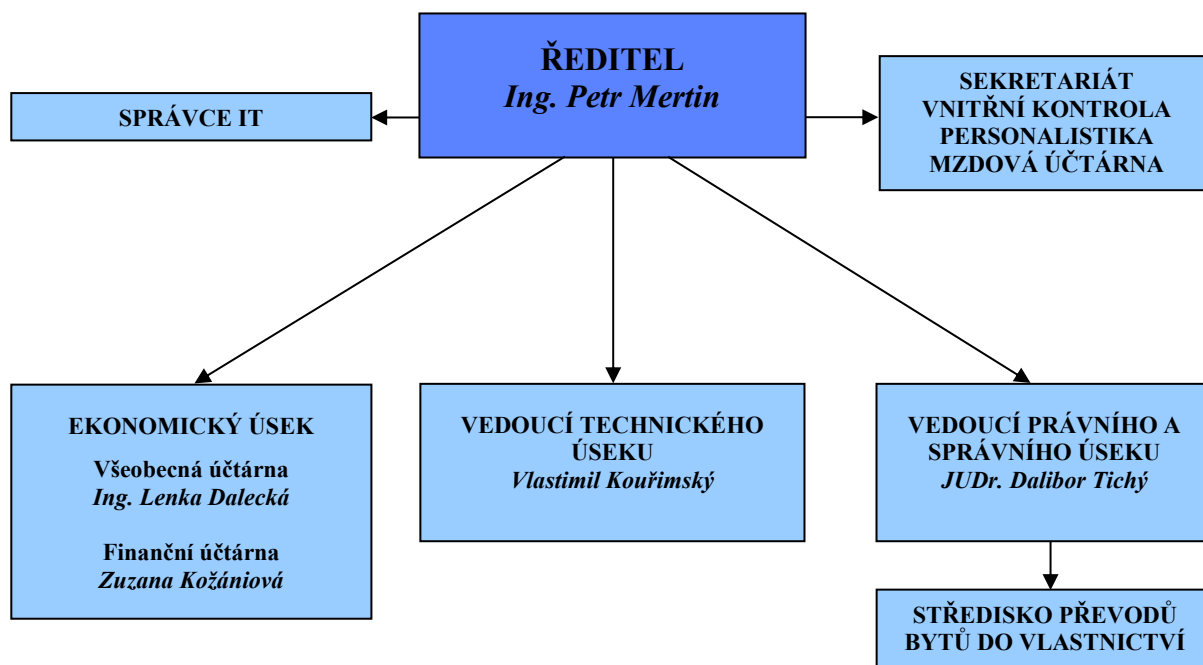 ŘEDITEL
Ing. Petr Mertin
SPRÁVCE IT
SEKRETARIÁT
VNITŘNÍ KONTROLA
PERSONALISTIKA
MZDOVÁ ÚČTÁRNA
EKONOMICKÝ ÚSEK
Všeobecná účtárna
Ing. Lenka Dalecká
Finanční účtárna
Zuzana Kožániová
VEDOUCÍ TECHNICKÉHO
ÚSEKU
Vlastimil Kouřimský
VEDOUCÍ PRÁVNÍHO A
SPRÁVNÍHO ÚSEKU
JUDr. Dalibor Tichý
STŘEDISKO PŘEVODŮ
BYTŮ DO VLASTNICTVÍ